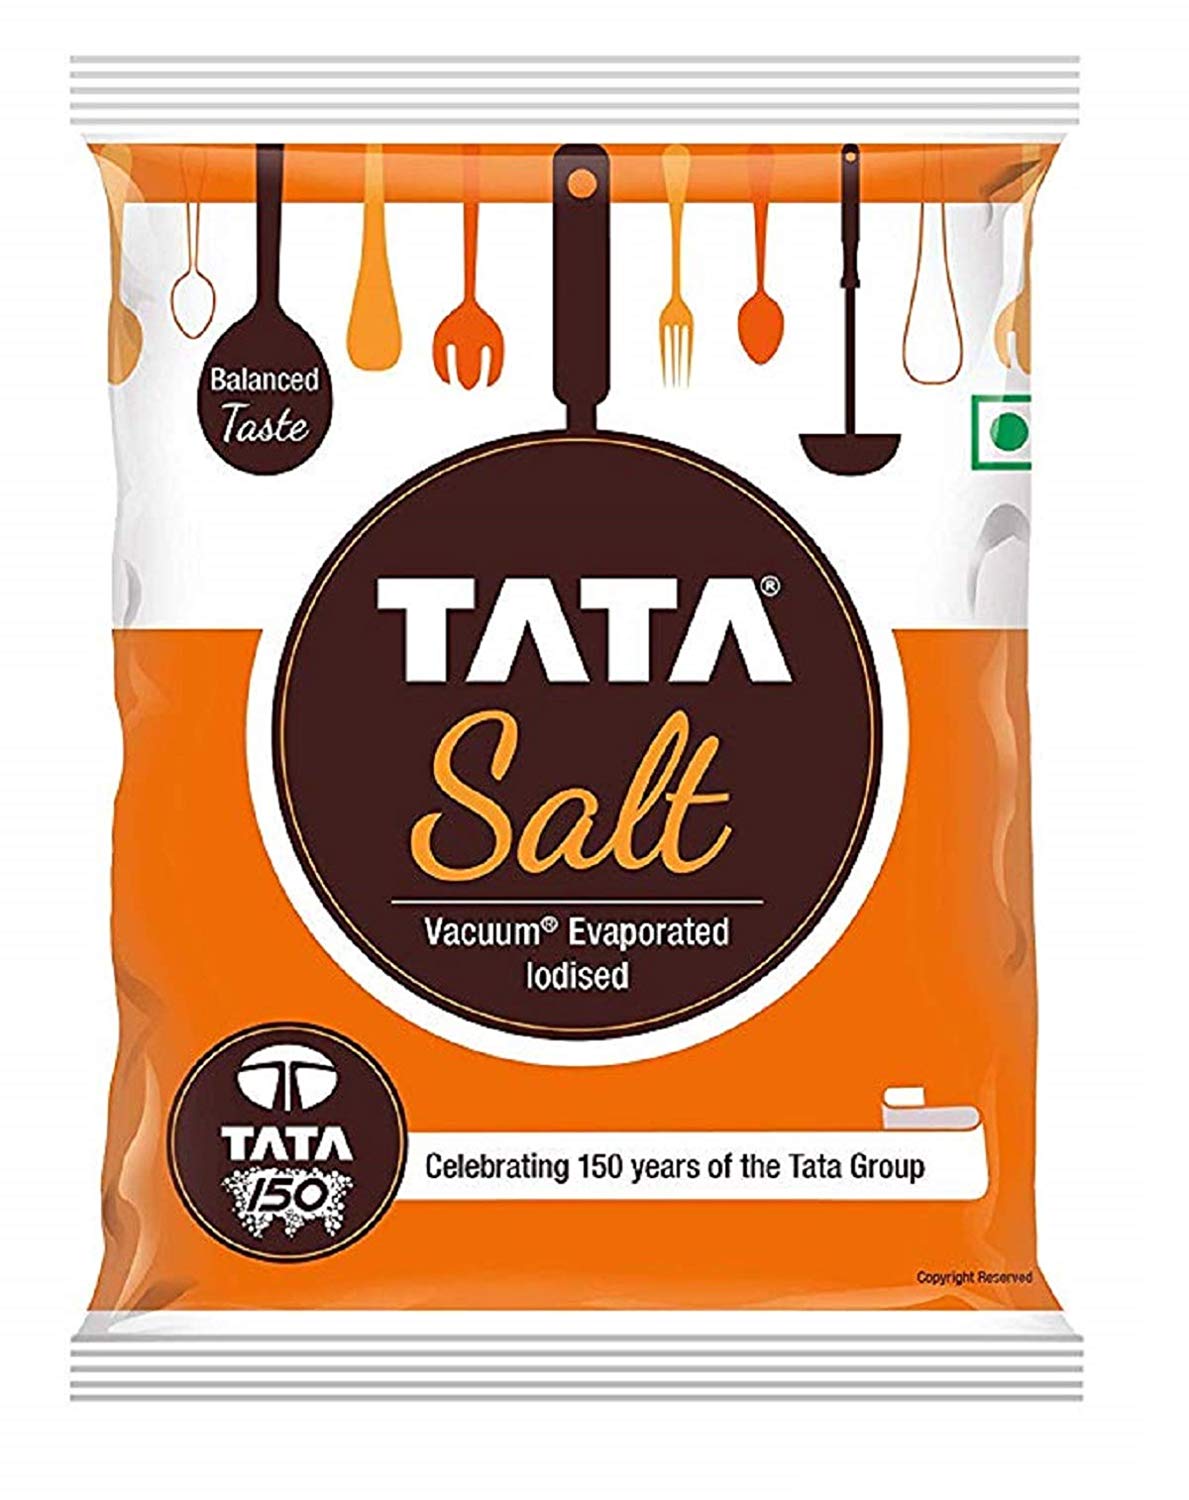 Balanced
Taste
TATA®
Salt
Vacuum® Evaporated
Iodised
TATA
150
Celebrating 150 years of the Tata Group
Copyright Reserved